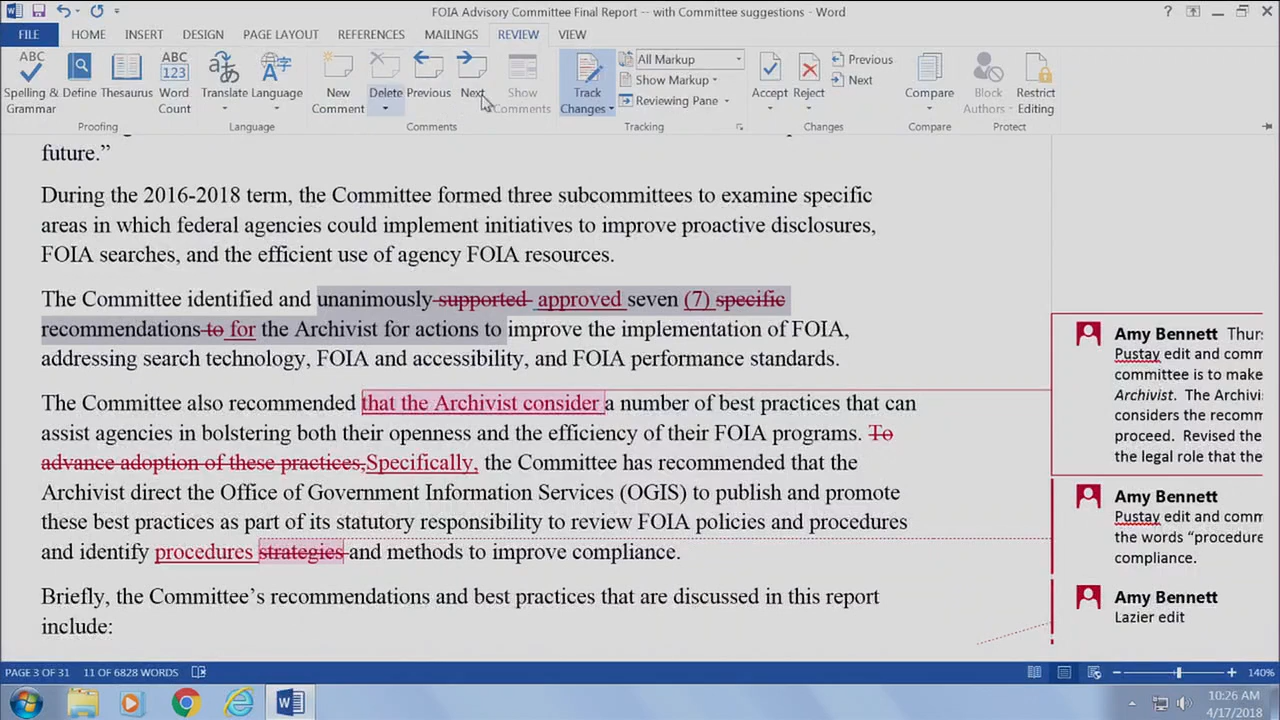 FOIA Advisory Committee Final Report -- with Committee suggestions - Word
FILE HOME INSERT DESIGN PAGE LAYOUT REFERENCES MAILINGS REVIEW VIEW
ABC
Spelling &
Grammar
Define
Thesaurus
ABC
123
Word
Count
Proofing
Translate
Language
Language
New
Comment
Delete
Previous
Next
Show
Comments
Comments
Track
Changes
All Markup
Show Markup
Reviewing Pane
Tracking
Accept
Reject
Previous
Next
Changes
Compare
Compare
Block
Authors
Restrict
Editing
Protect
future.”
During the 2016-2018 term, the Committee formed three subcommittees to examine specific
areas in which federal agencies could implement initiatives to improve proactive disclosures,
FOIA searches, and the efficient use of agency FOIA resources.
The Committee identified and unanimously supported approved seven (7) specific
recommendations to for the Archivist for actions to improve the implementation of FOIA,
addressing search technology, FOIA and accessibility, and FOIA performance standards.
The Committee also recommended that the Archivist consider a number of best practices that can
assist agencies in bolstering both their openness and the efficiency of their FOIA programs. To
advance adoption of these practices,Specifically, the Committee has recommended that the
Archivist direct the Office of Government Information Services (OGIS) to publish and promote
these best practices as part of its statutory responsibility to review FOIA policies and procedures
and identify procedures strategies and methods to improve compliance.
Briefly, the Committee’s recommendations and best practices that are discussed in this report
include:
Amy Bennett Thurs
Pustay edit and comm
committee is to make
Archivist. The Archivi
considers the recomm
proceed. Revised the
the legal role that the
Amy Bennett
Pustay edit and comm
the words “procedure
compliance.
Amy Bennett
Lazier edit
PAGE 3 OF 31 11 OF 6828 WORDS 140%
10:26 AM
4/17/2018